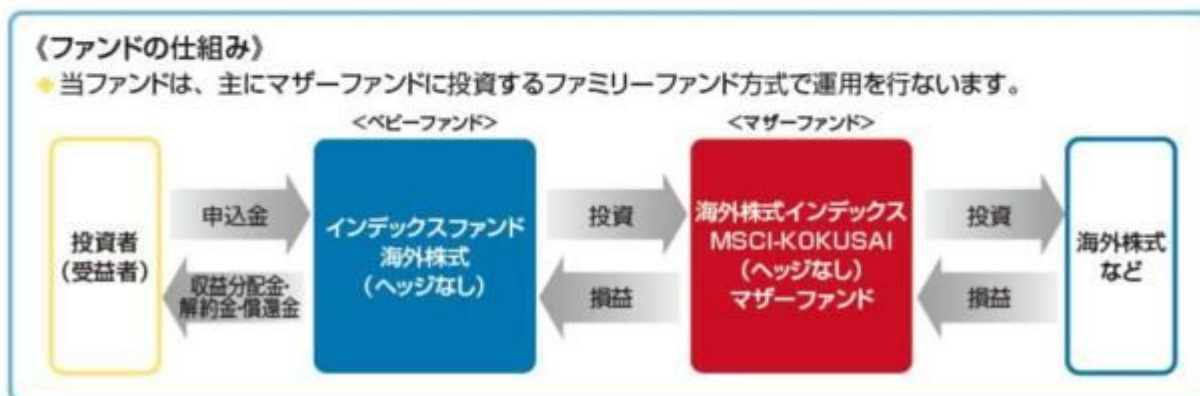 《ファンドの仕組み》
◆当ファンドは、主にマザーファンドに投資するファミリーファンド方式で運用を行ないます。
<ベビーファンド>
<マザーファンド>
投資者
(受益者)
申込金
収益分配金・
解約金・償還金
インデックスファンド
海外株式
(ヘッジなし)
投資
損益
海外株式インデックス
MSCI-KOKUSAI
(ヘッジなし)
マザーファンド
投資
損益
海外株式
など